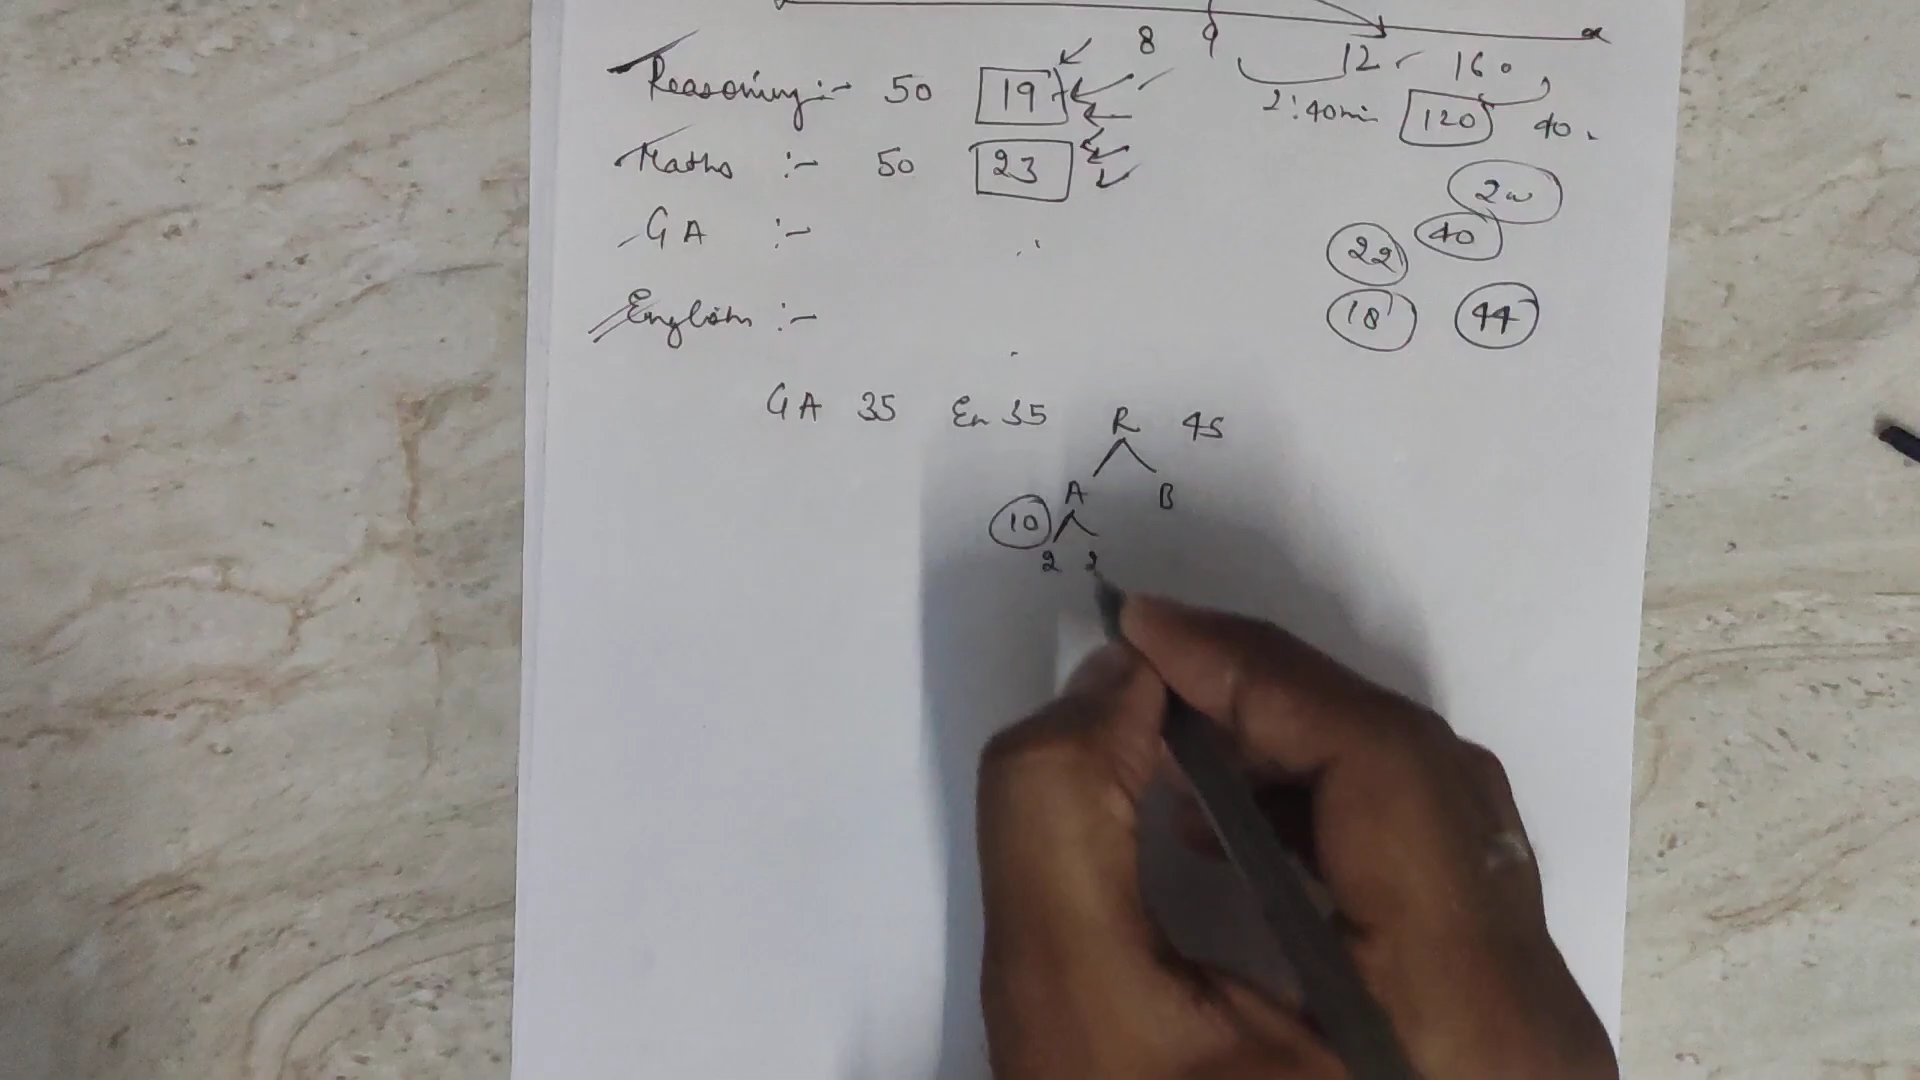 8 12 16
Reasoning :- 50 19 2:40 min 120 40
Maths :- 50 23
GA :- 22 40
English :- 18 44
GA 35 En 35 R 45
A B
10
2 2